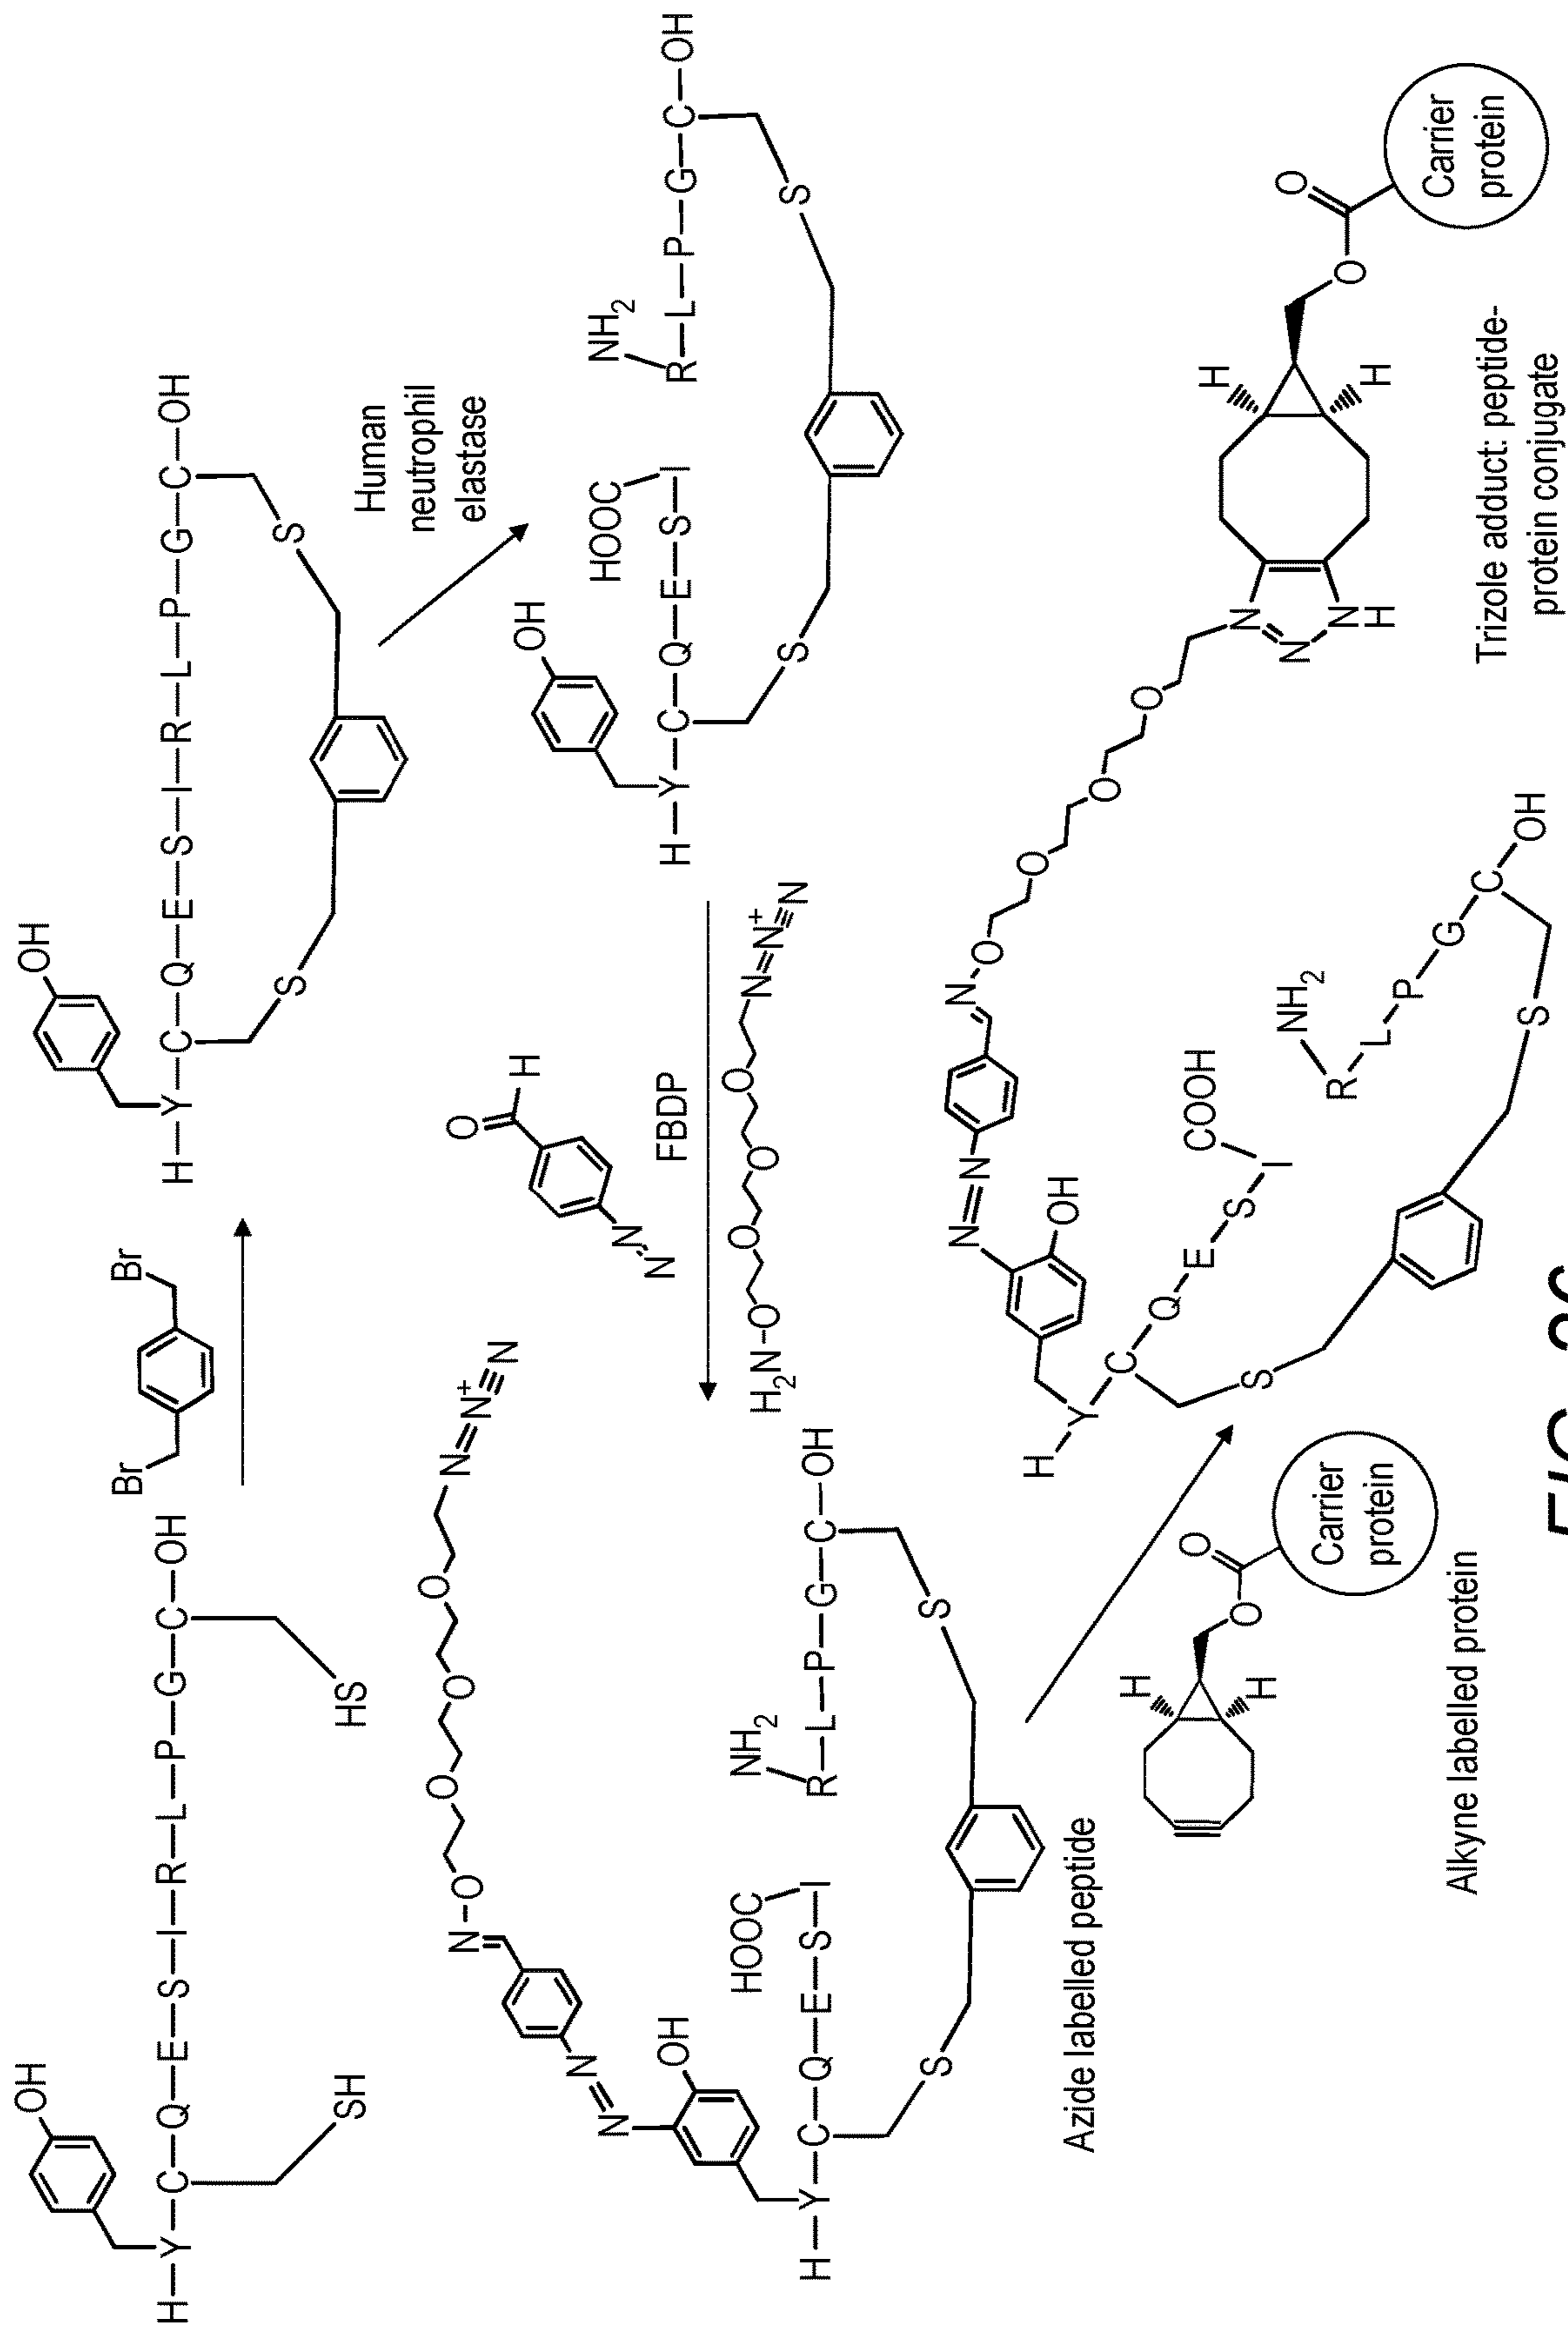 OH
H–Y–C–Q–E–S–I–R–L–P–G–C–OH
SH
HS
Br
Br
OH
H–Y–C–Q–E–S–I–R–L–P–G–C–OH
S
S
Human
neutrophil
elastase
OH
HOOC
NH2
H–Y–C–Q–E–S–I
R–L–P–G–C–OH
S
S
O
H
N
N
FBDP
H2N–O
O
O
O
N=N+≡N
N–O
O
O
O
N=N+≡N
N
N
OH
HOOC
NH2
H–Y–C–Q–E–S–I
R–L–P–G–C–OH
S
S
Azide labelled peptide
H
H
O
O
Carrier
protein
Alkyne labelled protein
N=N
OH
N
O
O
O
O
N
N
N
H
H
H
O
O
Carrier
protein
Trizole adduct: peptide-
protein conjugate
H–Y–C–Q–E–S–I
COOH
NH2
R–L–P–G–C–OH
S
S
FIG.